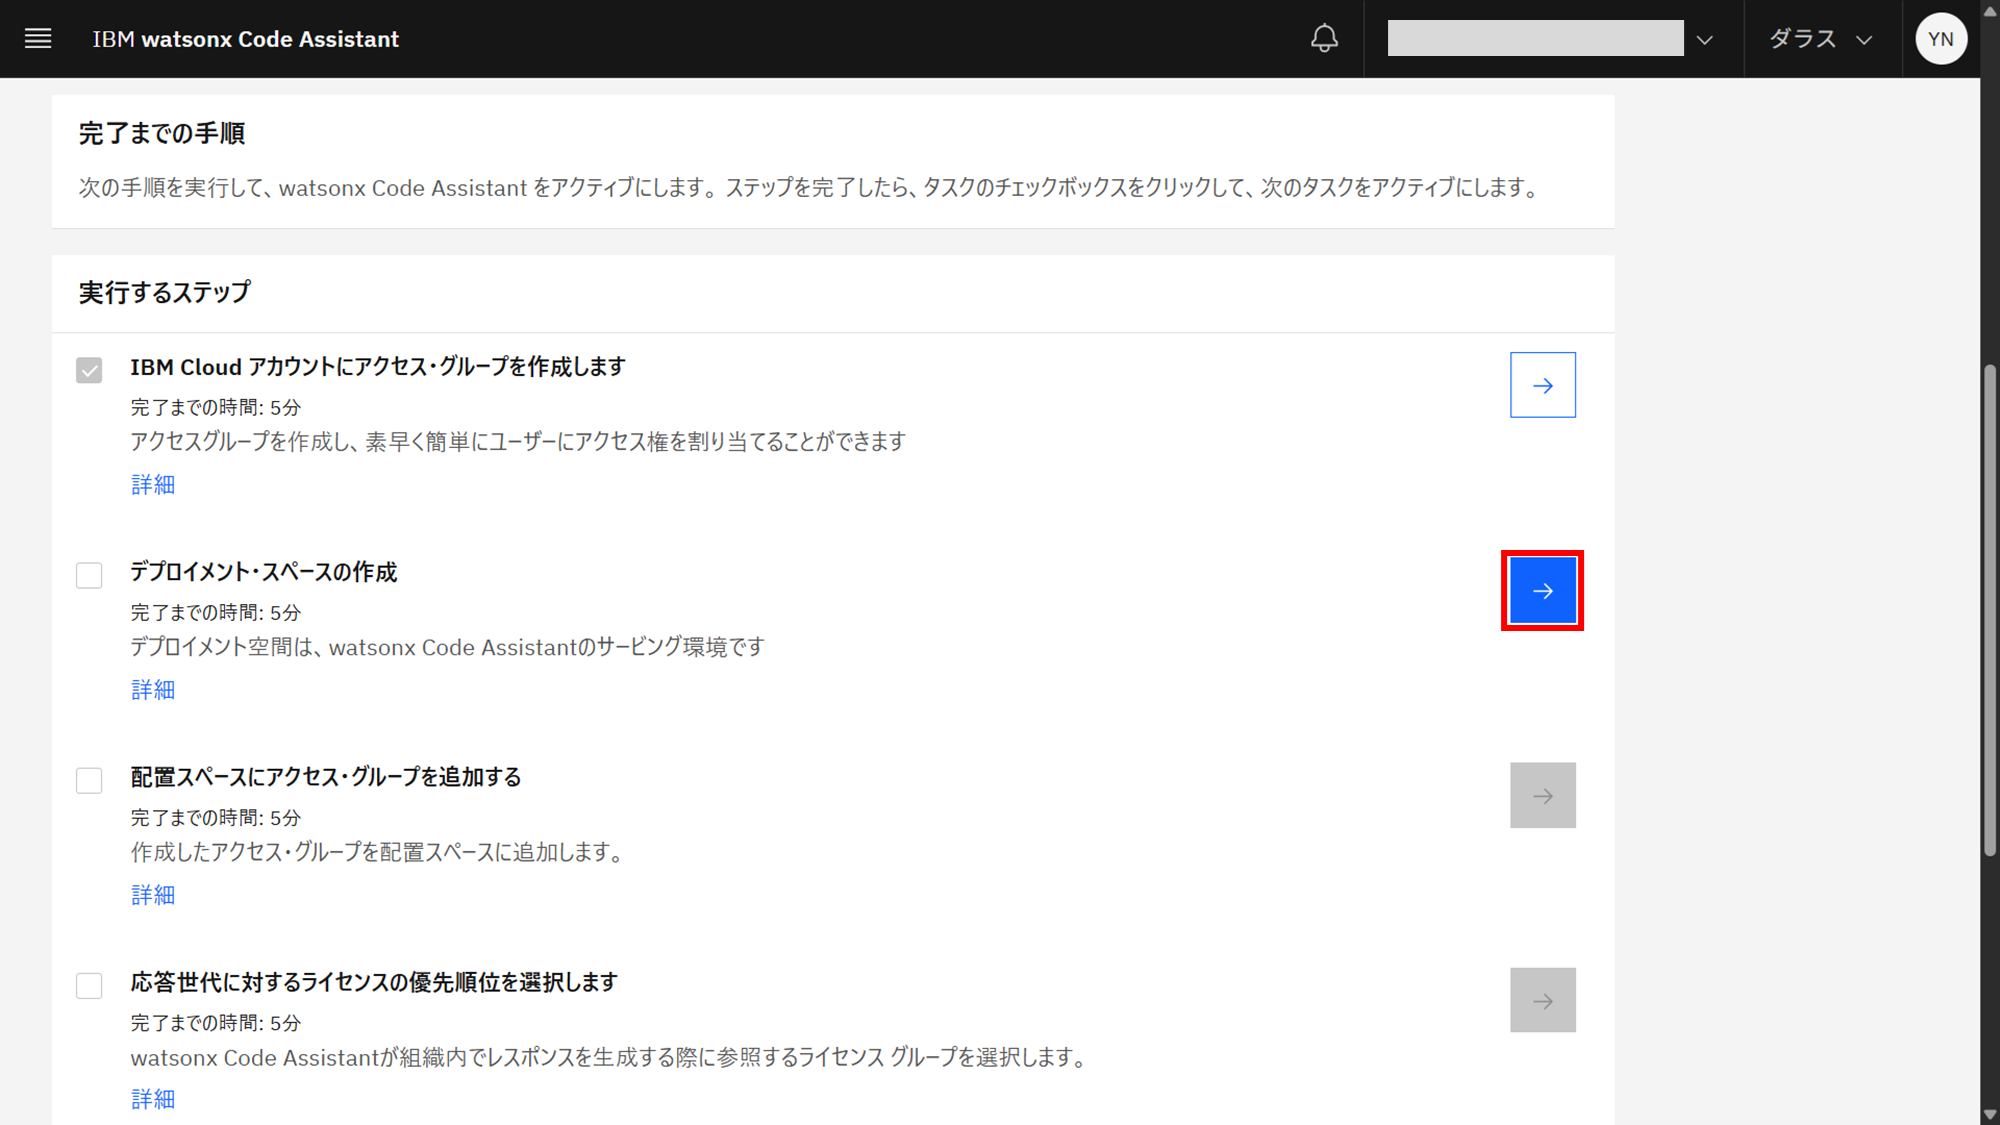 IBM watsonx Code Assistant
ダラス
YN
完了までの手順
次の手順を実行して、watsonx Code Assistant をアクティブにします。ステップを完了したら、タスクのチェックボックスをクリックして、次のタスクをアクティブにします。
実行するステップ
IBM Cloud アカウントにアクセス・グループを作成します
完了までの時間: 5分
アクセスグループを作成し、素早く簡単にユーザーにアクセス権を割り当てることができます
詳細
デプロイメント・スペースの作成
完了までの時間: 5分
デプロイメント空間は、watsonx Code Assistantのサービング環境です
詳細
配置スペースにアクセス・グループを追加する
完了までの時間: 5分
作成したアクセス・グループを配置スペースに追加します。
詳細
応答世代に対するライセンスの優先順位を選択します
完了までの時間: 5分
watsonx Code Assistantが組織内でレスポンスを生成する際に参照するライセンス グループを選択します。
詳細